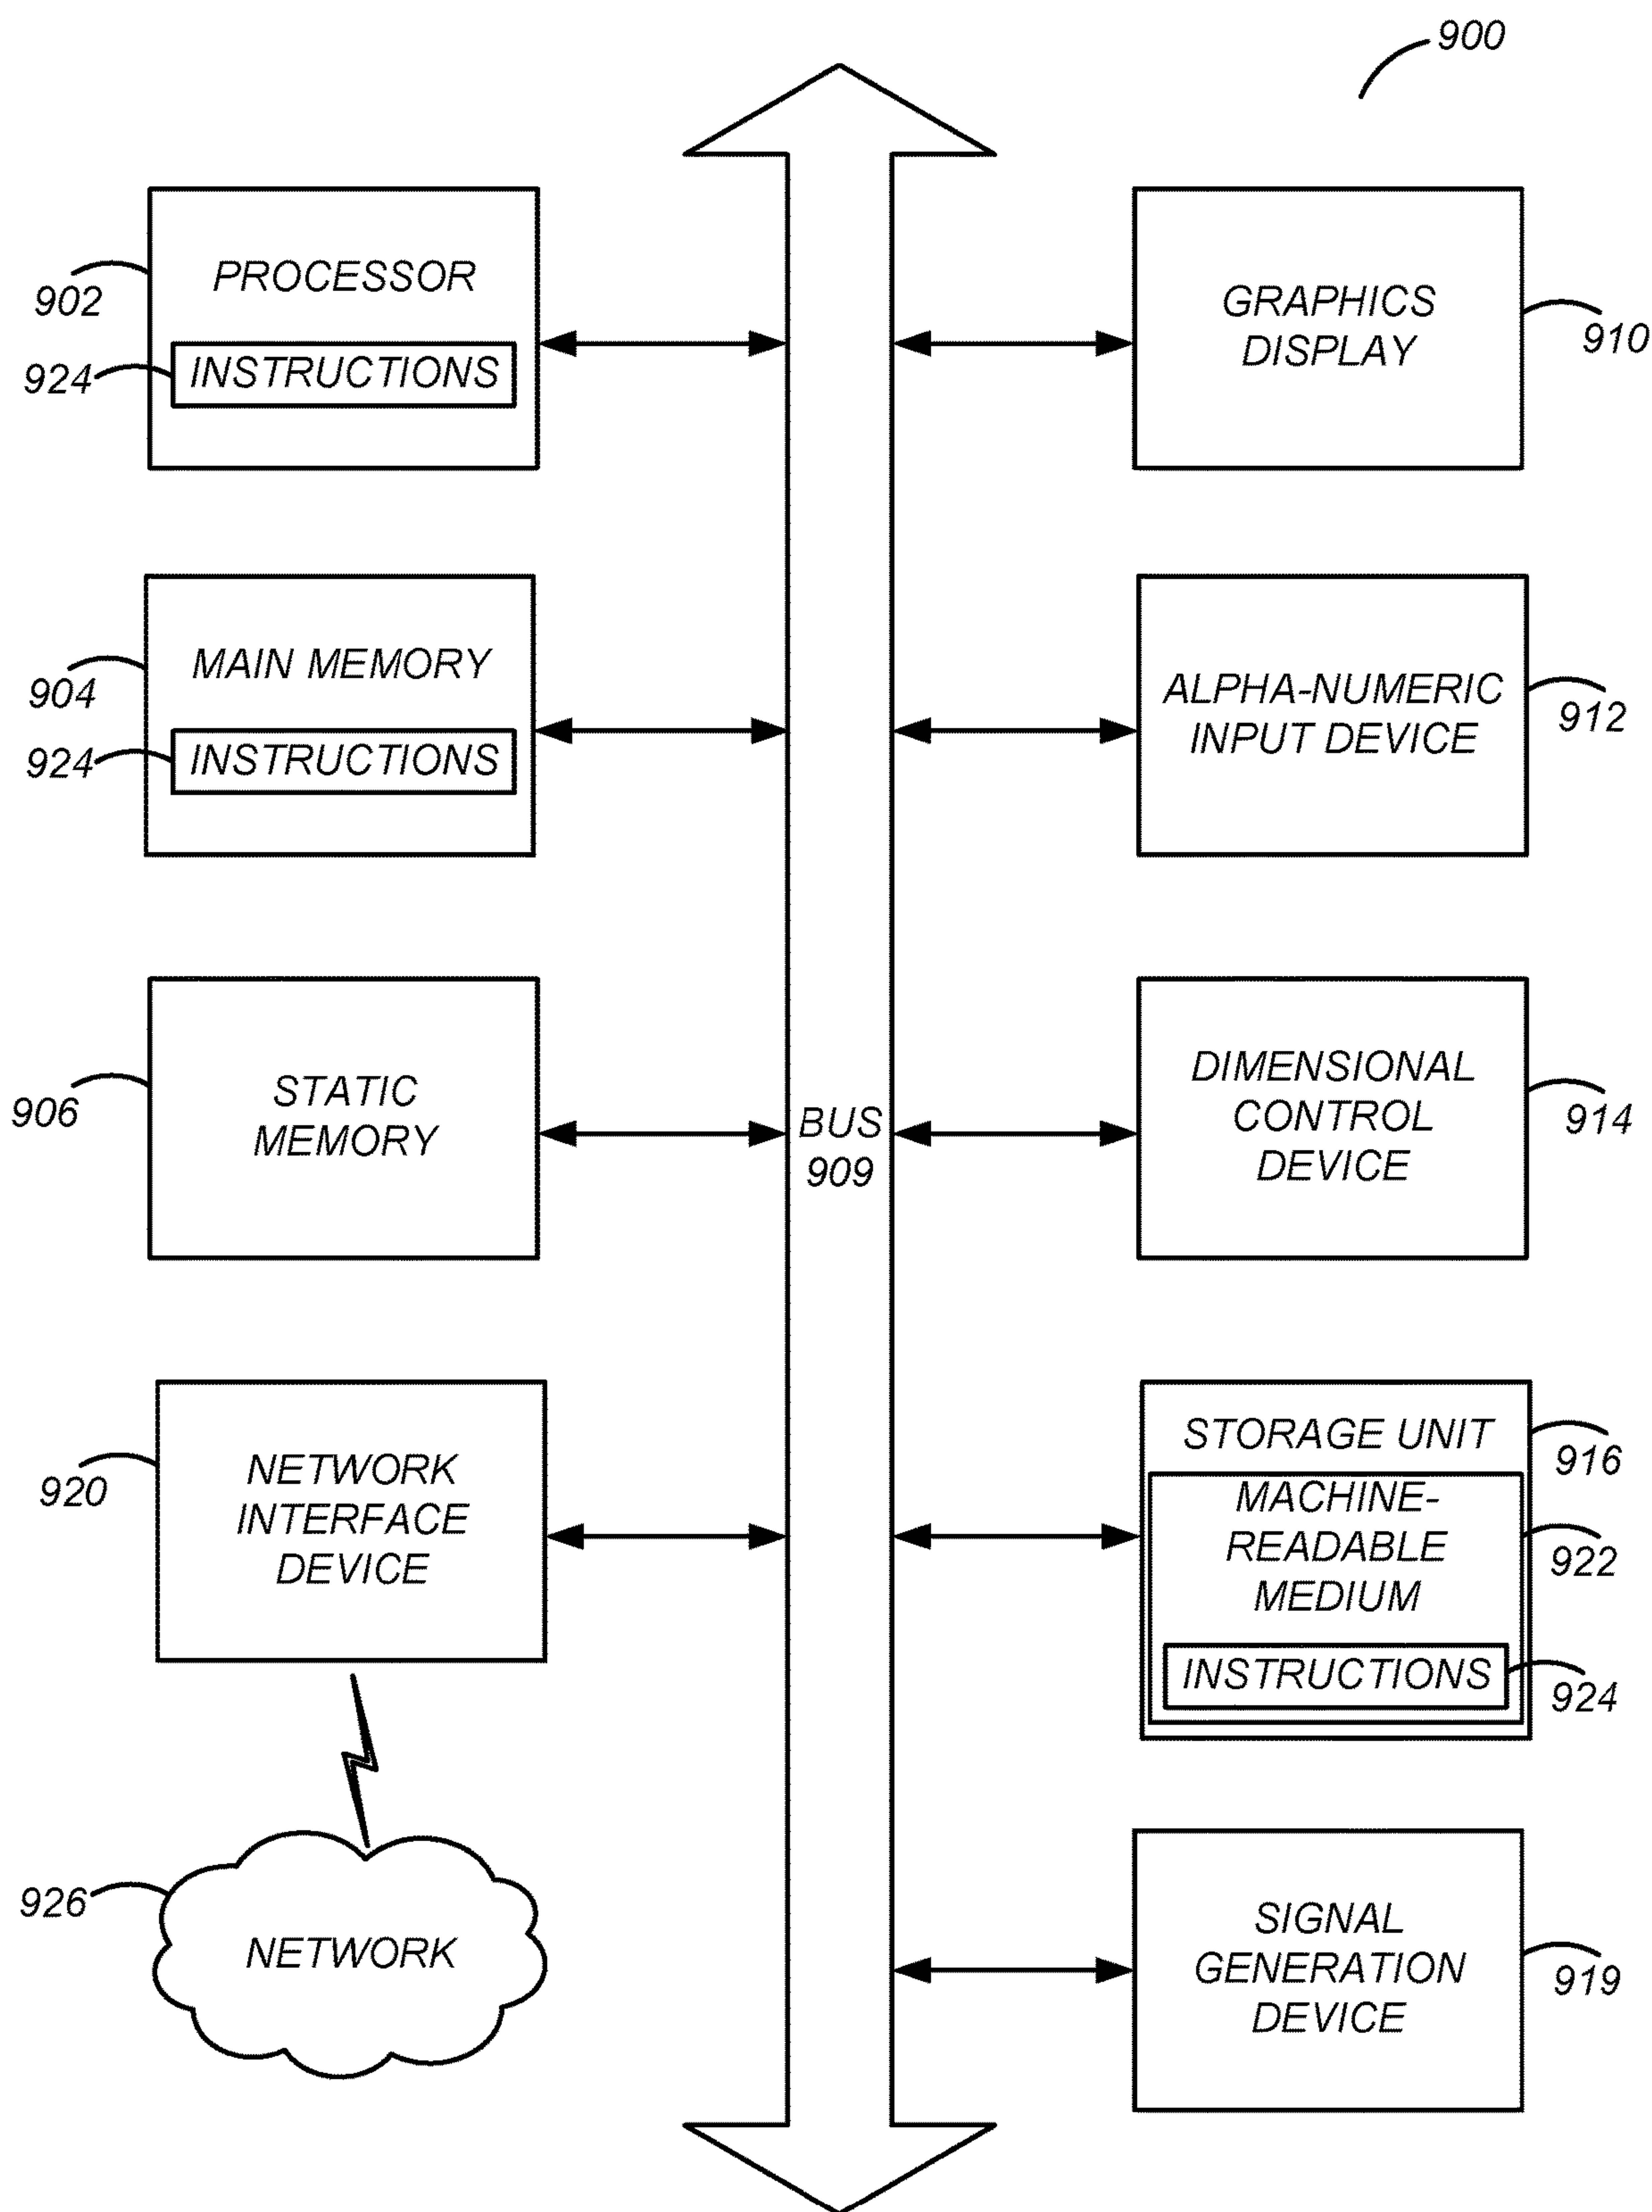 900
PROCESSOR
902
924
INSTRUCTIONS
GRAPHICS
DISPLAY
910
MAIN MEMORY
904
924
INSTRUCTIONS
ALPHA-NUMERIC
INPUT DEVICE
912
STATIC
MEMORY
906
BUS
909
DIMENSIONAL
CONTROL
DEVICE
914
NETWORK
INTERFACE
DEVICE
920
STORAGE UNIT
916
MACHINE-
READABLE
MEDIUM
922
INSTRUCTIONS
924
926
NETWORK
SIGNAL
GENERATION
DEVICE
919